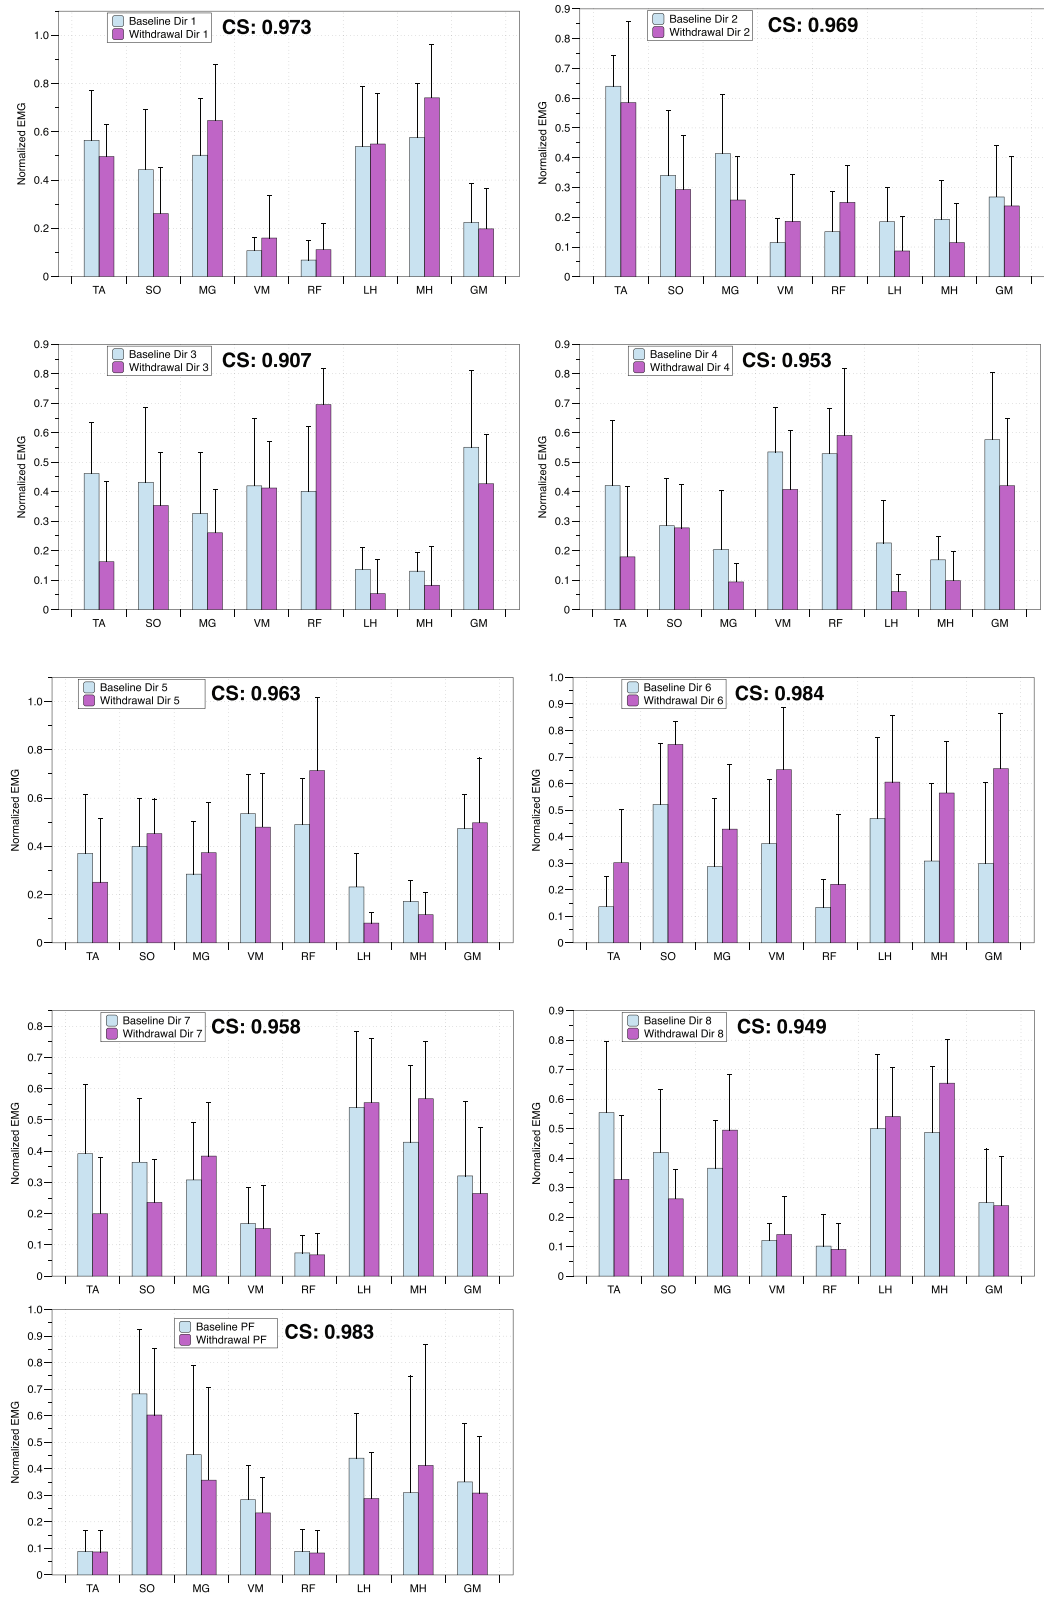 Baseline Dir 1
Withdrawal Dir 1
CS: 0.973
Normalized EMG
1.0
0.8
0.6
0.4
0.2
0
TA SO MG VM RF LH MH GM
Baseline Dir 2
Withdrawal Dir 2
CS: 0.969
Normalized EMG
0.9
0.8
0.7
0.6
0.5
0.4
0.3
0.2
0.1
0
TA SO MG VM RF LH MH GM
Baseline Dir 3
Withdrawal Dir 3
CS: 0.907
Normalized EMG
0.9
0.8
0.7
0.6
0.5
0.4
0.3
0.2
0.1
0
TA SO MG VM RF LH MH GM
Baseline Dir 4
Withdrawal Dir 4
CS: 0.953
Normalized EMG
0.9
0.8
0.7
0.6
0.5
0.4
0.3
0.2
0.1
0
TA SO MG VM RF LH MH GM
Baseline Dir 5
Withdrawal Dir 5
CS: 0.963
Normalized EMG
1.0
0.8
0.6
0.4
0.2
0
TA SO MG VM RF LH MH GM
Baseline Dir 6
Withdrawal Dir 6
CS: 0.984
Normalized EMG
1.0
0.9
0.8
0.7
0.6
0.5
0.4
0.3
0.2
0.1
0
TA SO MG VM RF LH MH GM
Baseline Dir 7
Withdrawal Dir 7
CS: 0.958
Normalized EMG
0.8
0.7
0.6
0.5
0.4
0.3
0.2
0.1
0
TA SO MG VM RF LH MH GM
Baseline Dir 8
Withdrawal Dir 8
CS: 0.949
Normalized EMG
0.9
0.8
0.7
0.6
0.5
0.4
0.3
0.2
0.1
0
TA SO MG VM RF LH MH GM
Baseline PF
Withdrawal PF
CS: 0.983
Normalized EMG
1.0
0.9
0.8
0.7
0.6
0.5
0.4
0.3
0.2
0.1
0
TA SO MG VM RF LH MH GM